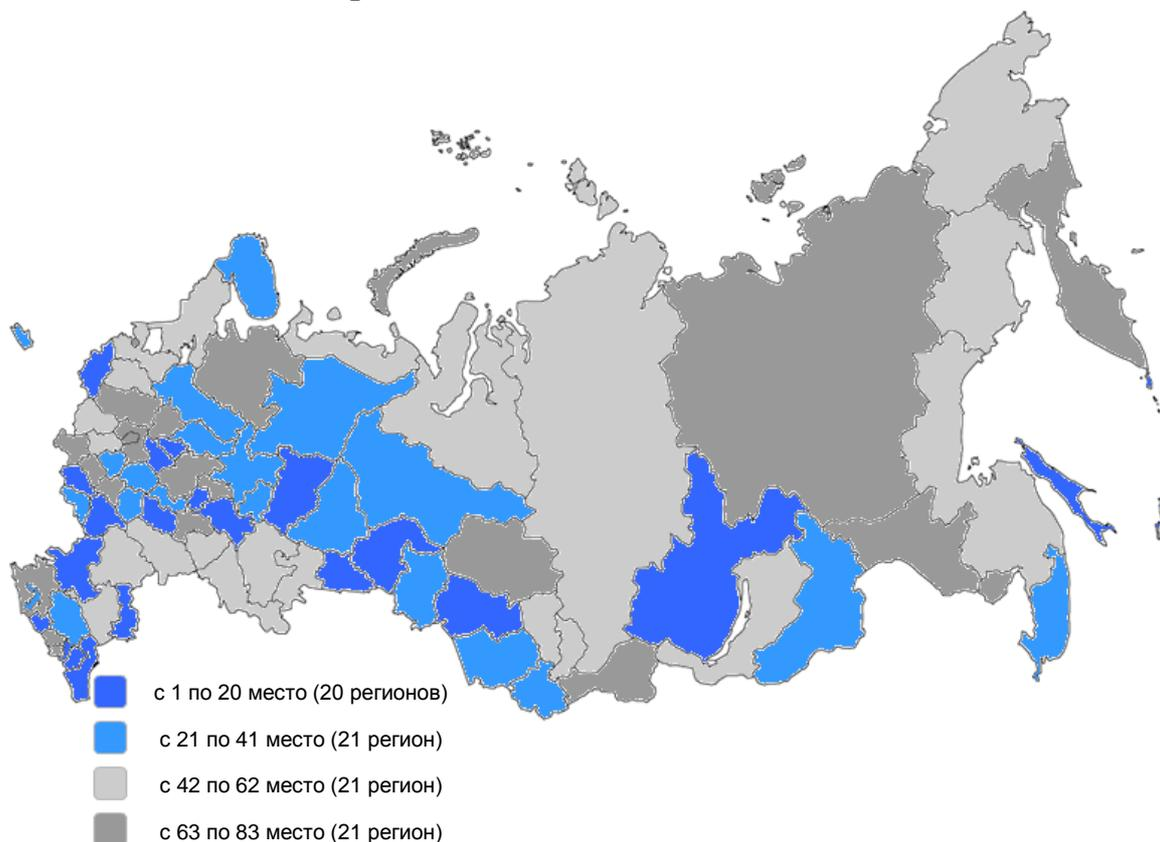 с 1 по 20 место (20 регионов)
с 21 по 41 место (21 регион)
с 42 по 62 место (21 регион)
с 63 по 83 место (21 регион)